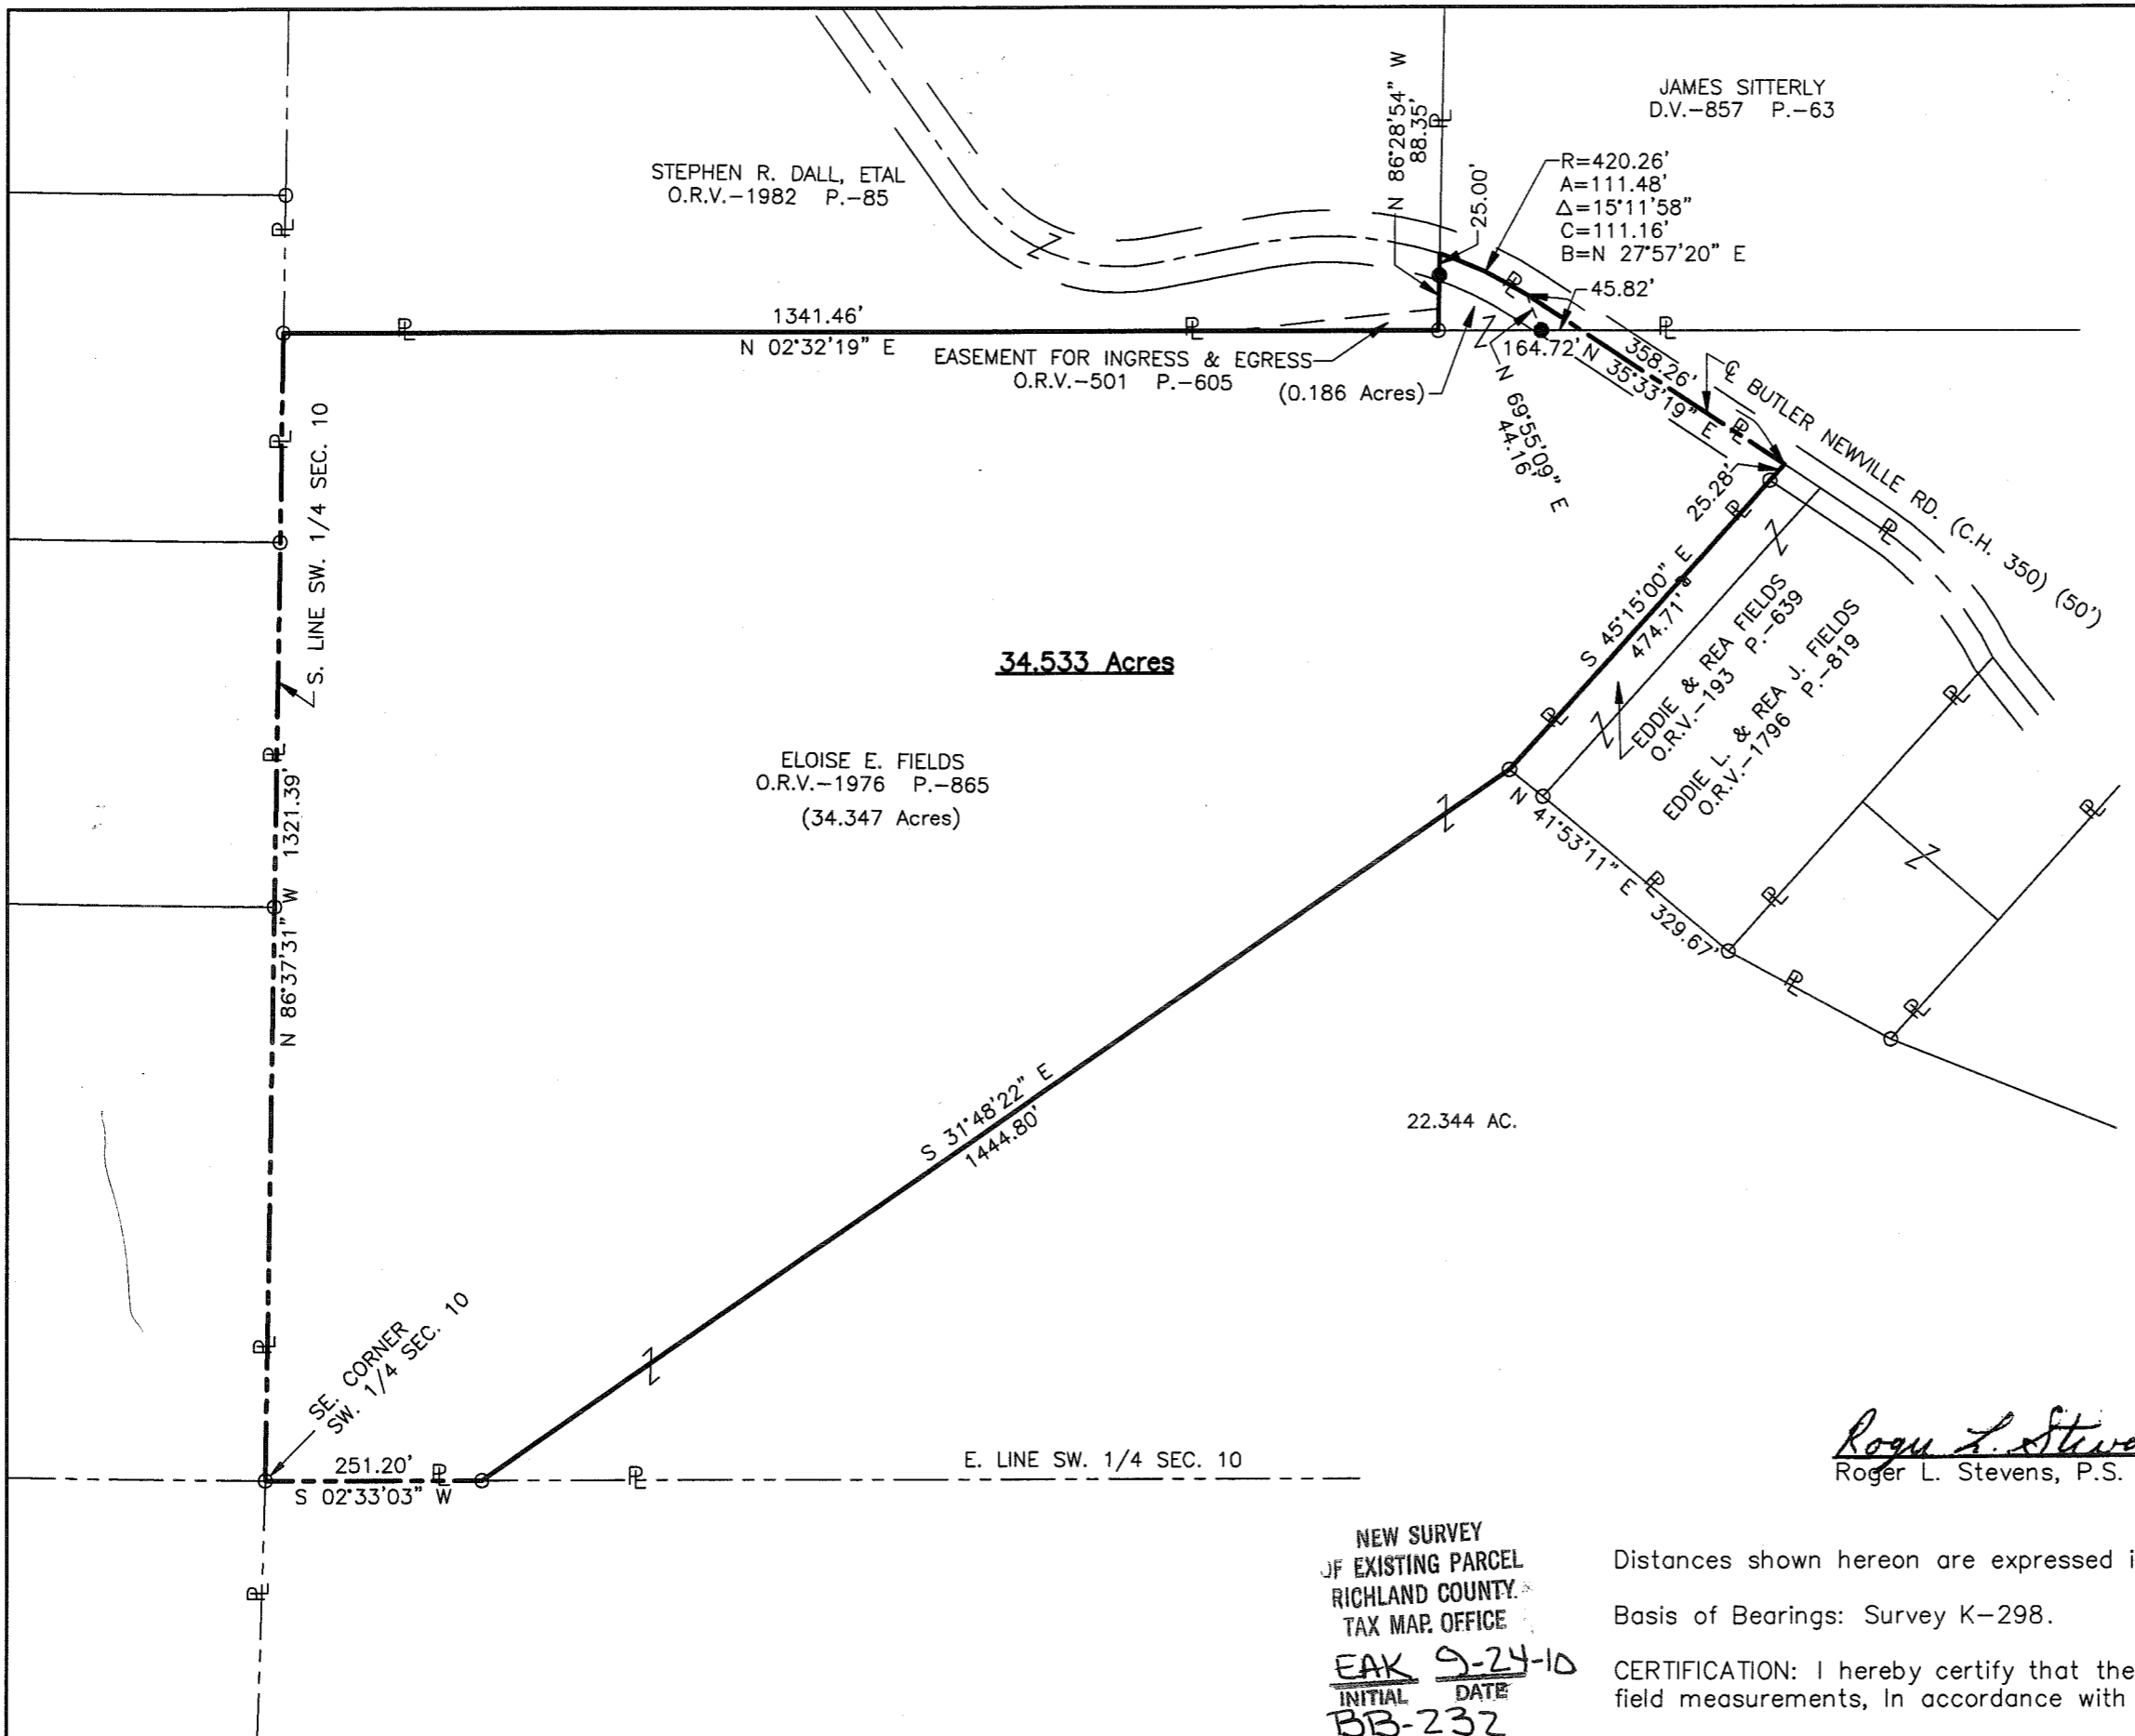 JAMES SITTERLY
D.V.-857 P.-63
N 86°28'54" W
88.35'
25.00'
STEPHEN R. DALL, ETAL
O.R.V.-1982 P.-85
R=420.26'
A=111.48'
Δ=15°11'58"
C=111.16'
B=N 27°57'20" E
45.82'
1341.46'
N 02°32'19" E
EASEMENT FOR INGRESS & EGRESS
O.R.V.-501 P.-605
(0.186 Acres)
164.72'
N 69°55'09" E
44.16'
358.26'
N 35°33'19" E
℄ BUTLER NEWVILLE RD. (C.H. 350) (50')
25.28'
S. LINE SW. 1/4 SEC. 10
S 45°15'00" E
474.71'
EDDIE & REA FIELDS
O.R.V.-193 P.-639
EDDIE L. & REA J. FIELDS
O.R.V.-1796 P.-819
34.533 Acres
ELOISE E. FIELDS
O.R.V.-1976 P.-865
(34.347 Acres)
N 86°37'31" W 1321.39'
N 41°53'11" E 329.67'
S 31°48'22" E
1444.80'
22.344 AC.
SE. CORNER
SW. 1/4 SEC. 10
251.20'
S 02°33'03" W
E. LINE SW. 1/4 SEC. 10
Roger L. Steve
Roger L. Stevens, P.S.
NEW SURVEY
OF EXISTING PARCEL
RICHLAND COUNTY
TAX MAP OFFICE
EAK 9-24-10
INITIAL DATE
BB-232
Distances shown hereon are expressed i
Basis of Bearings: Survey K-298.
CERTIFICATION: I hereby certify that the
field measurements, In accordance with